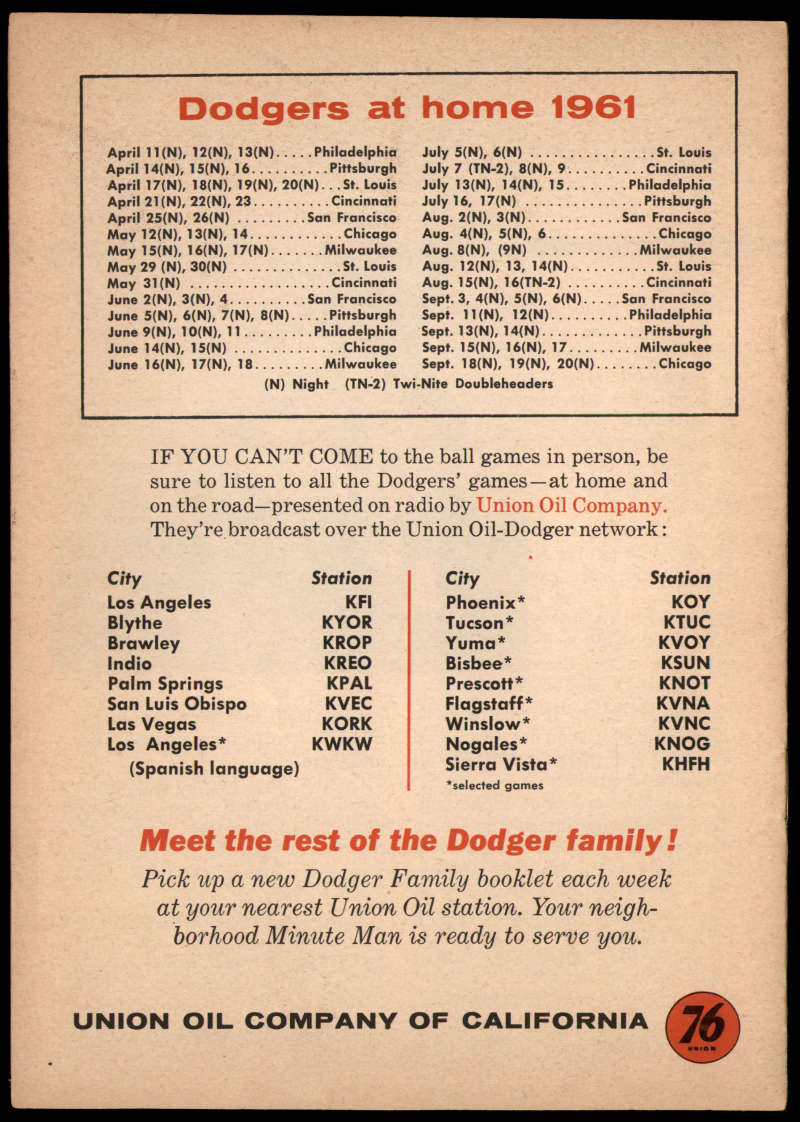 Dodgers at home 1961
April 11(N), 12(N), 13(N).....Philadelphia
April 14(N), 15(N), 16..........Pittsburgh
April 17(N), 18(N), 19(N), 20(N)...St. Louis
April 21(N), 22(N), 23..........Cincinnati
April 25(N), 26(N) .........San Francisco
May 12(N), 13(N), 14............Chicago
May 15(N), 16(N), 17(N).......Milwaukee
May 29 (N), 30(N) ..............St. Louis
May 31(N) ..................Cincinnati
June 2(N), 3(N), 4..........San Francisco
June 5(N), 6(N), 7(N), 8(N).....Pittsburgh
June 9(N), 10(N), 11.........Philadelphia
June 14(N), 15(N) ..............Chicago
June 16(N), 17(N), 18.........Milwaukee
July 5(N), 6(N) ................St. Louis
July 7 (TN-2), 8(N), 9..........Cincinnati
July 13(N), 14(N), 15........Philadelphia
July 16, 17(N) ...............Pittsburgh
Aug. 2(N), 3(N)............San Francisco
Aug. 4(N), 5(N), 6..............Chicago
Aug. 8(N), (9N) .............Milwaukee
Aug. 12(N), 13, 14(N)...........St. Louis
Aug. 15(N), 16(TN-2) ..........Cincinnati
Sept. 3, 4(N), 5(N), 6(N).....San Francisco
Sept. 11(N), 12(N)..........Philadelphia
Sept. 13(N), 14(N).............Pittsburgh
Sept. 15(N), 16(N), 17.........Milwaukee
Sept. 18(N), 19(N), 20(N)........Chicago
(N) Night (TN-2) Twi-Nite Doubleheaders
IF YOU CAN'T COME to the ball games in person, be
sure to listen to all the Dodgers' games—at home and
on the road—presented on radio by Union Oil Company.
They're broadcast over the Union Oil-Dodger network:
City Station
Los Angeles KFI
Blythe KYOR
Brawley KROP
Indio KREO
Palm Springs KPAL
San Luis Obispo KVEC
Las Vegas KORK
Los Angeles* KWKW
(Spanish language)
City Station
Phoenix* KOY
Tucson* KTUC
Yuma* KVOY
Bisbee* KSUN
Prescott* KNOT
Flagstaff* KVNA
Winslow* KVNC
Nogales* KNOG
Sierra Vista* KHFH
*selected games
Meet the rest of the Dodger family!
Pick up a new Dodger Family booklet each week
at your nearest Union Oil station. Your neigh-
borhood Minute Man is ready to serve you.
UNION OIL COMPANY OF CALIFORNIA
76
UNION